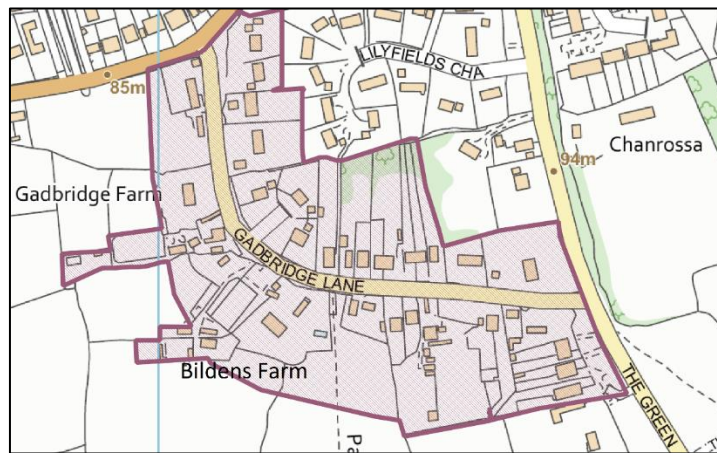 LILYFIELDS CHA
85m
94m
Chanrossa
Gadbridge Farm
GADBRIDGE LANE
Bildens Farm
THE GREEN
Pa